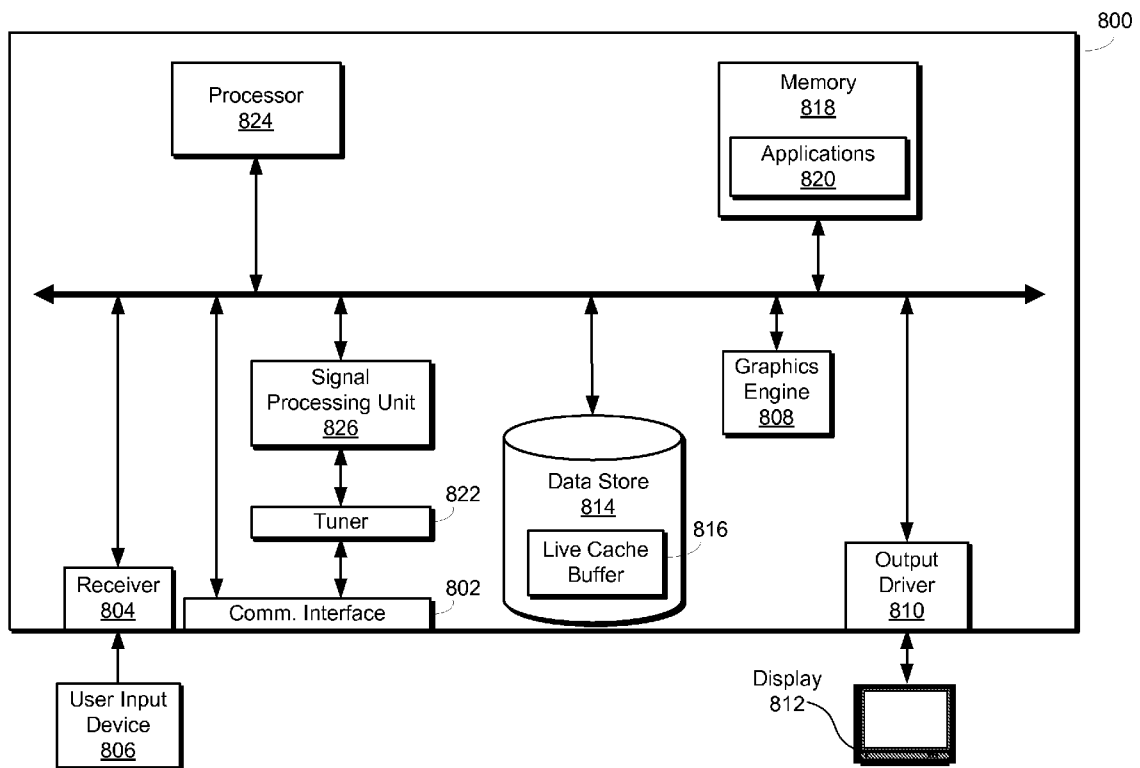 800
Processor
824
Memory
818
Applications
820
Signal
Processing Unit
826
Graphics
Engine
808
Data Store
814
822
Tuner
816
Live Cache
Buffer
Receiver
804
802
Comm. Interface
Output
Driver
810
User Input
Device
806
Display
812